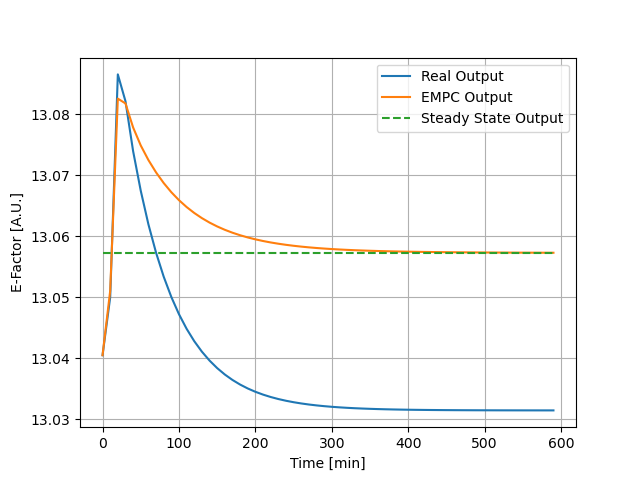 Real Output
EMPC Output
Steady State Output
E-Factor [A.U.]
13.08
13.07
13.06
13.05
13.04
13.03
0 100 200 300 400 500 600
Time [min]